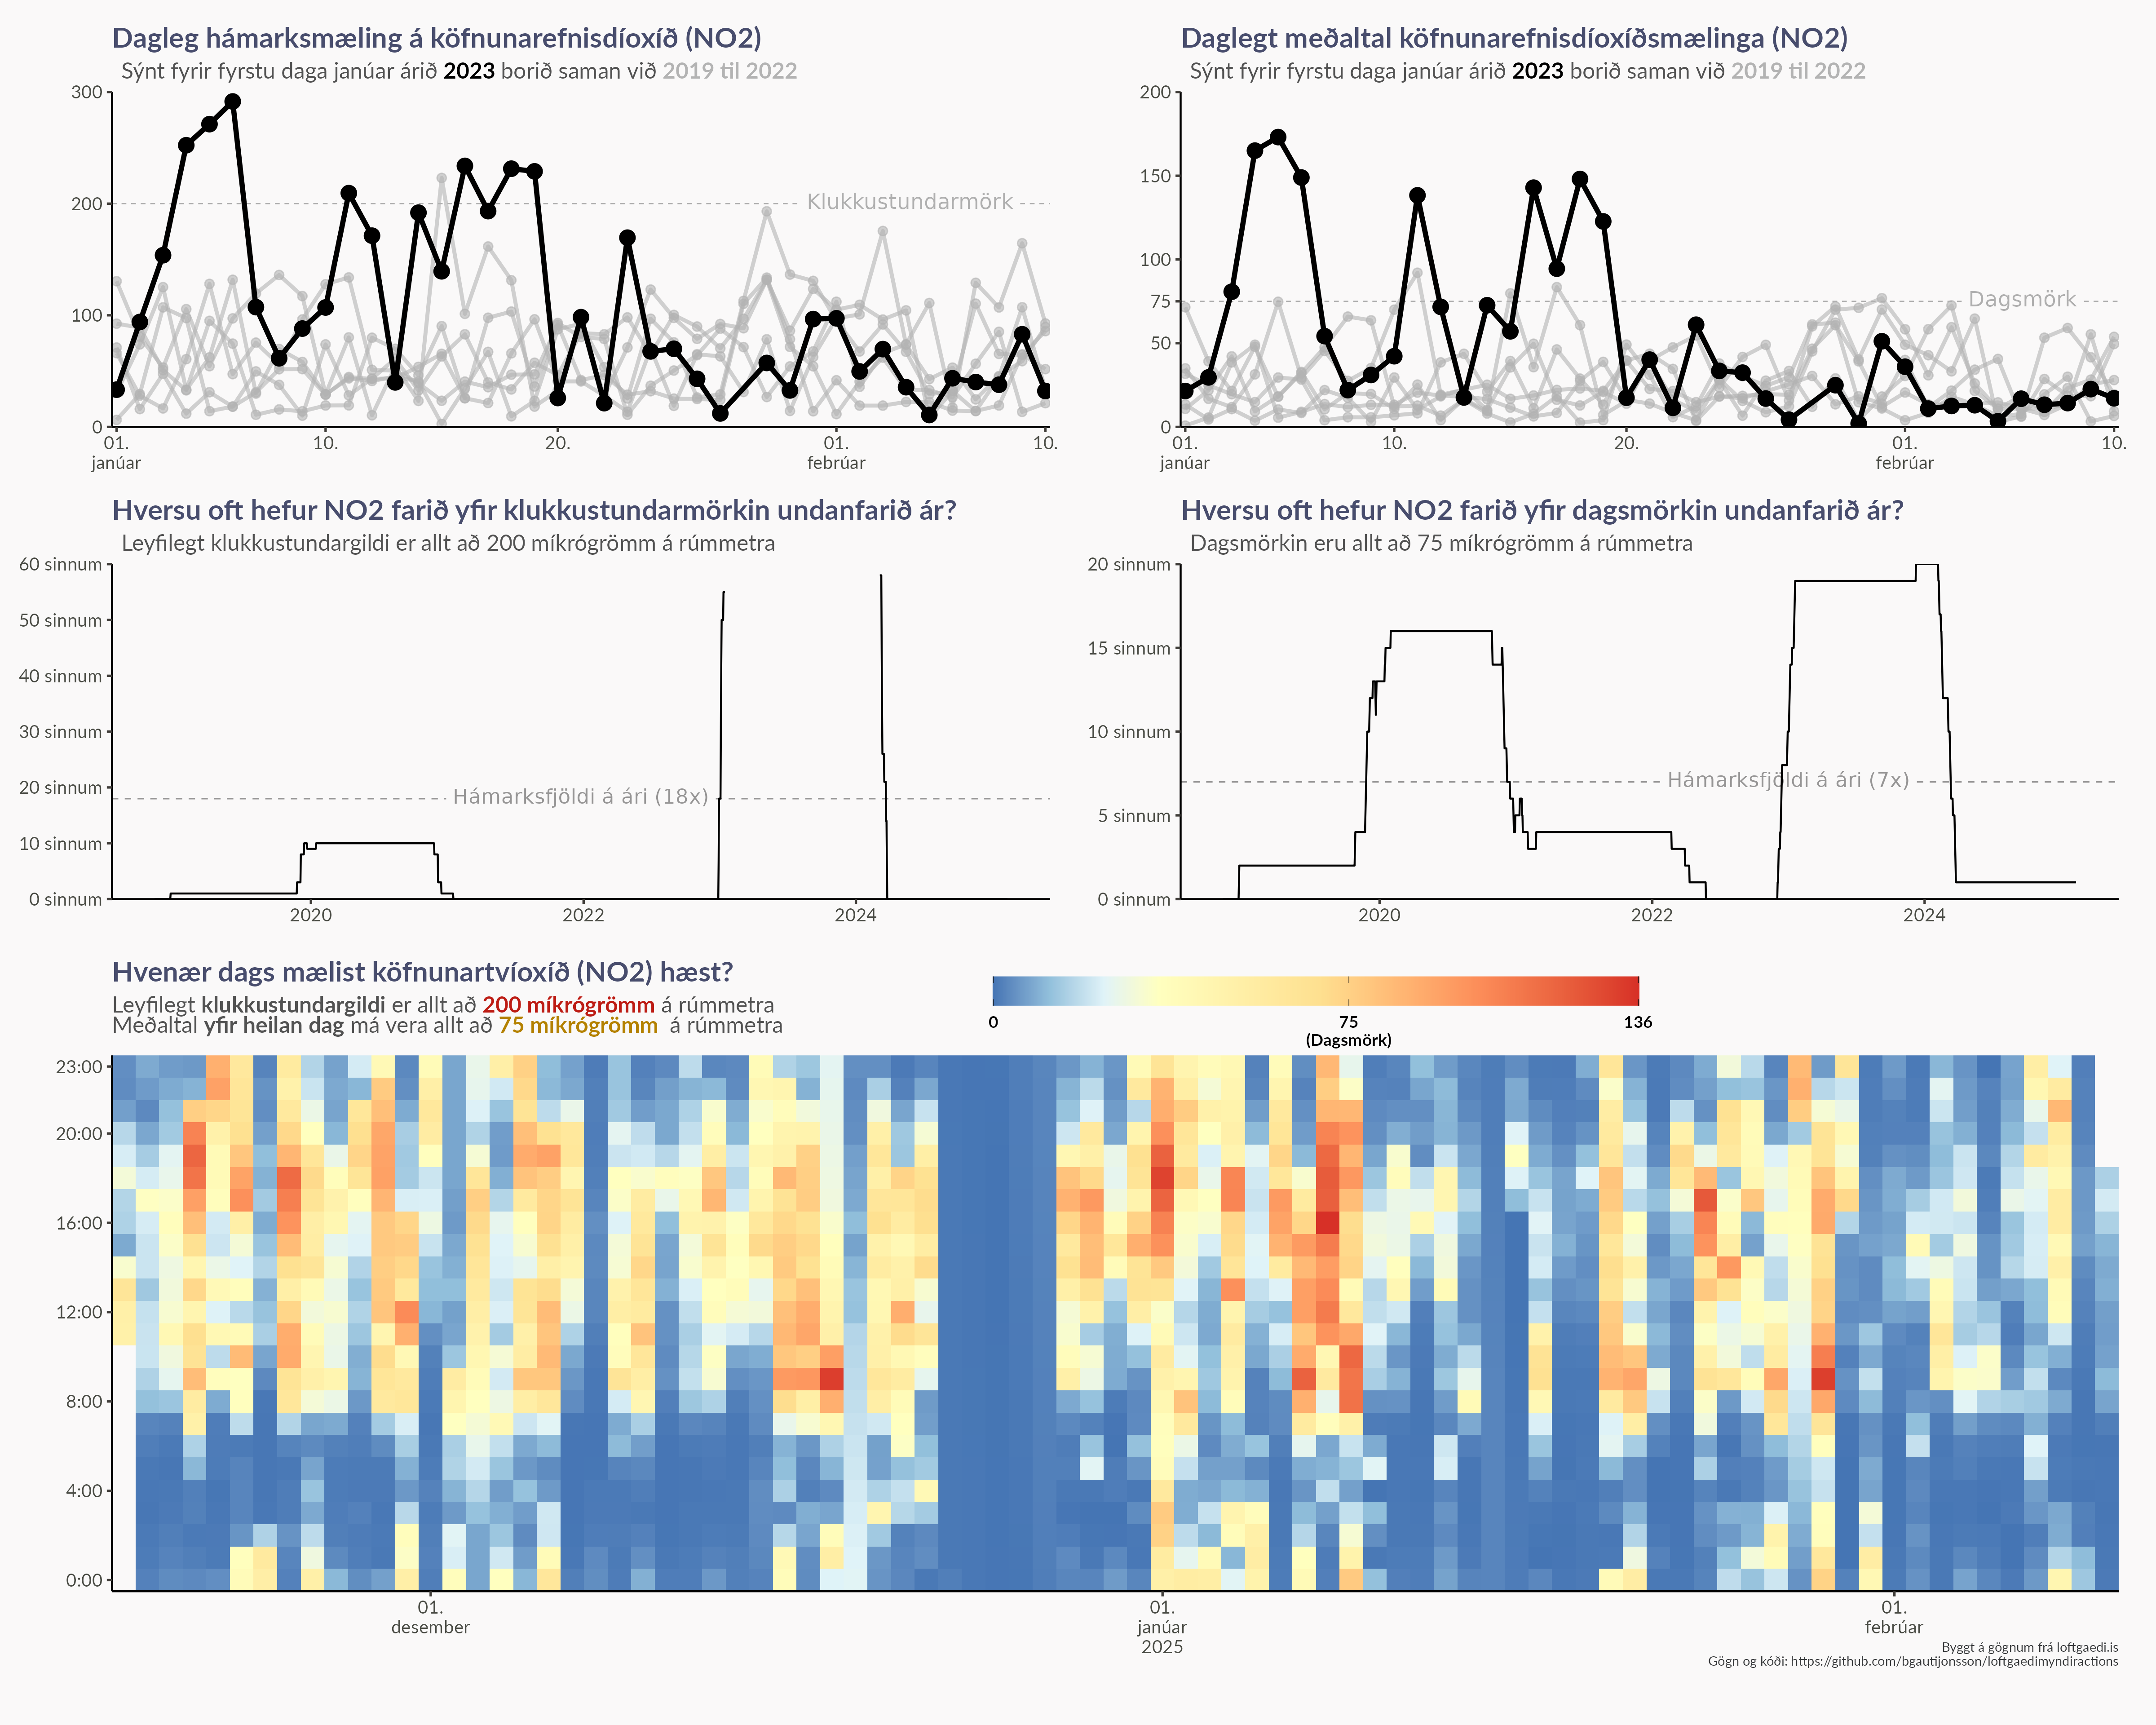 Dagleg hámarksmæling á köfnunarefnisdíoxíð (NO2)
Sýnt fyrir fyrstu daga janúar árið 2023 borið saman við 2019 til 2022
300
200
100
0
Klukkustundarmörk
01.
janúar
10.
20.
01.
febrúar
10.
Daglegt meðaltal köfnunarefnisdíoxíðsmælinga (NO2)
Sýnt fyrir fyrstu daga janúar árið 2023 borið saman við 2019 til 2022
200
150
100
75
50
0
Dagsmörk
01.
janúar
10.
20.
01.
febrúar
10.
Hversu oft hefur NO2 farið yfir klukkustundarmörkin undanfarið ár?
Leyfilegt klukkustundargildi er allt að 200 míkrógrömm á rúmmetra
60 sinnum
50 sinnum
40 sinnum
30 sinnum
20 sinnum
10 sinnum
0 sinnum
Hámarksfjöldi á ári (18x)
2020
2022
2024
Hversu oft hefur NO2 farið yfir dagsmörkin undanfarið ár?
Dagsmörkin eru allt að 75 míkrógrömm á rúmmetra
20 sinnum
15 sinnum
10 sinnum
5 sinnum
0 sinnum
Hámarksfjöldi á ári (7x)
2020
2022
2024
Hvenær dags mælist köfnunartvíoxíð (NO2) hæst?
Leyfilegt klukkustundargildi er allt að 200 míkrógrömm á rúmmetra
Meðaltal yfir heilan dag má vera allt að 75 míkrógrömm á rúmmetra
0
75
(Dagsmörk)
136
23:00
20:00
16:00
12:00
8:00
4:00
0:00
01.
desember
01.
janúar
2025
01.
febrúar
Byggt á gögnum frá loftgaedi.is
Gögn og kóði: https://github.com/bgautijonsson/loftgaedimyndiractions